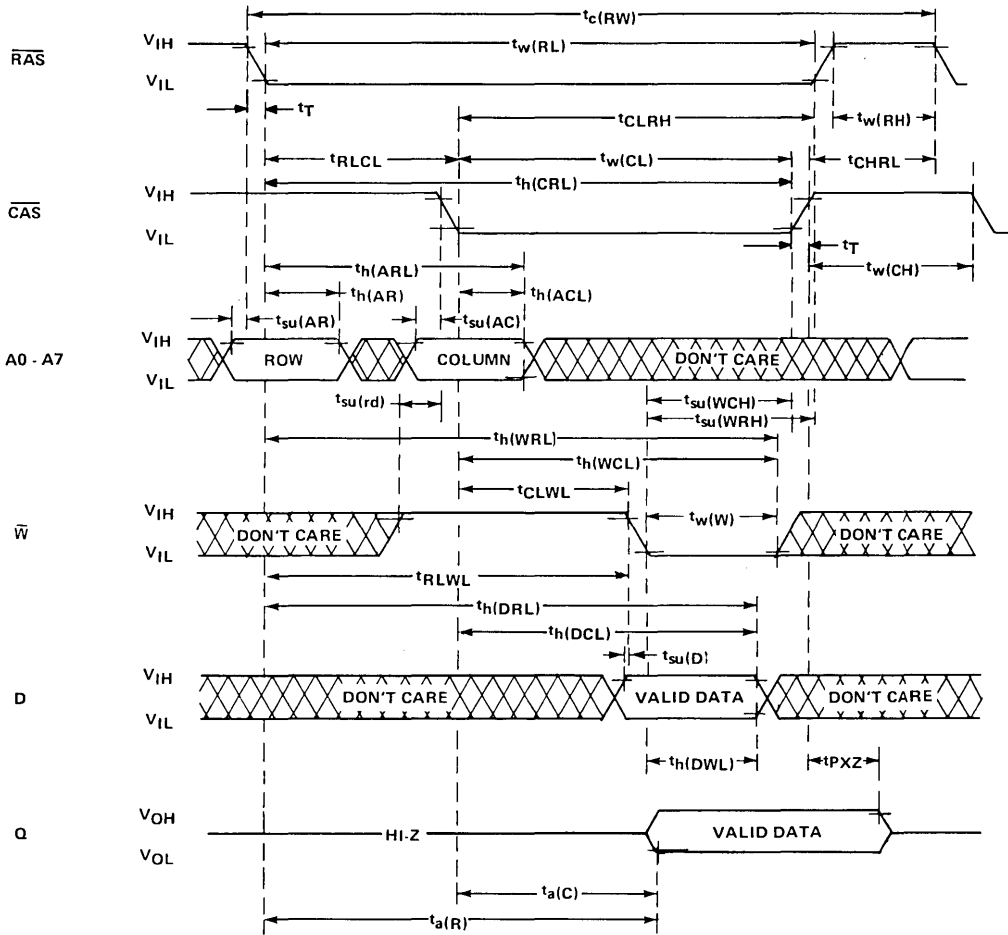 tc(RW)
RAS
VIH
VIL
tw(RL)
tT
tCLRH
tw(RH)
tRLCL
tw(CL)
tCHRL
th(CRL)
CAS
VIH
VIL
tT
tw(CH)
th(ARL)
th(AR)
th(ACL)
tsu(AR)
tsu(AC)
A0 - A7
VIH
VIL
ROW
COLUMN
DON'T CARE
tsu(rd)
tsu(WCH)
tsu(WRH)
th(WRL)
th(WCL)
tCLWL
tw(W)
W
VIH
VIL
DON'T CARE
DON'T CARE
tRLWL
th(DRL)
th(DCL)
tsu(D)
D
VIH
VIL
DON'T CARE
VALID DATA
DON'T CARE
th(DWL)
tPXZ
Q
VOH
VOL
HI-Z
VALID DATA
ta(C)
ta(R)